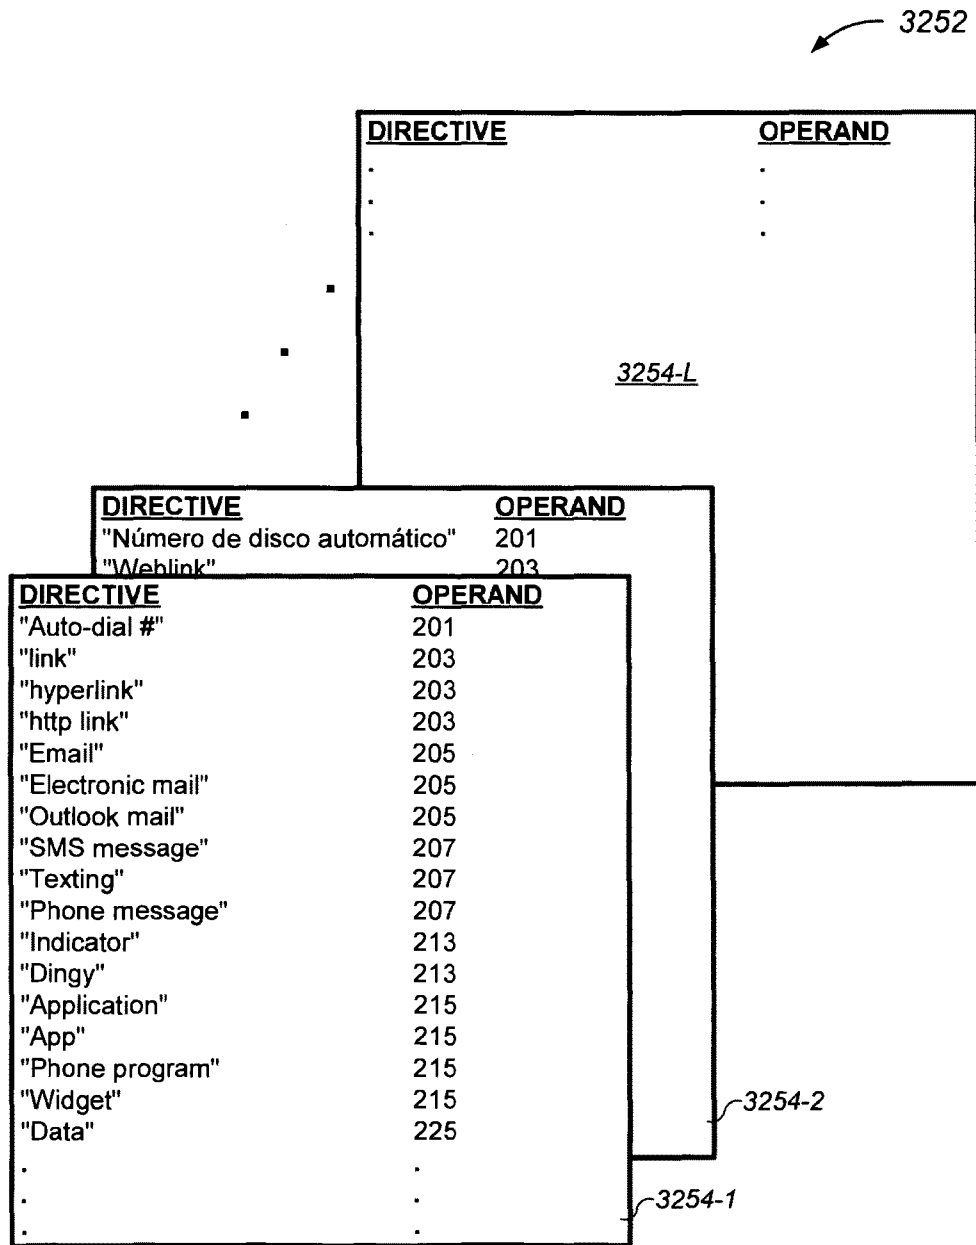 3252
DIRECTIVE OPERAND
. .
. .
. .
3254-L
DIRECTIVE OPERAND
"Número de disco automático" 201
"Weblink" 203
DIRECTIVE OPERAND
"Auto-dial #" 201
"link" 203
"hyperlink" 203
"http link" 203
"Email" 205
"Electronic mail" 205
"Outlook mail" 205
"SMS message" 207
"Texting" 207
"Phone message" 207
"Indicator" 213
"Dingy" 213
"Application" 215
"App" 215
"Phone program" 215
"Widget" 215
"Data" 225
. .
. .
. .
3254-2
3254-1